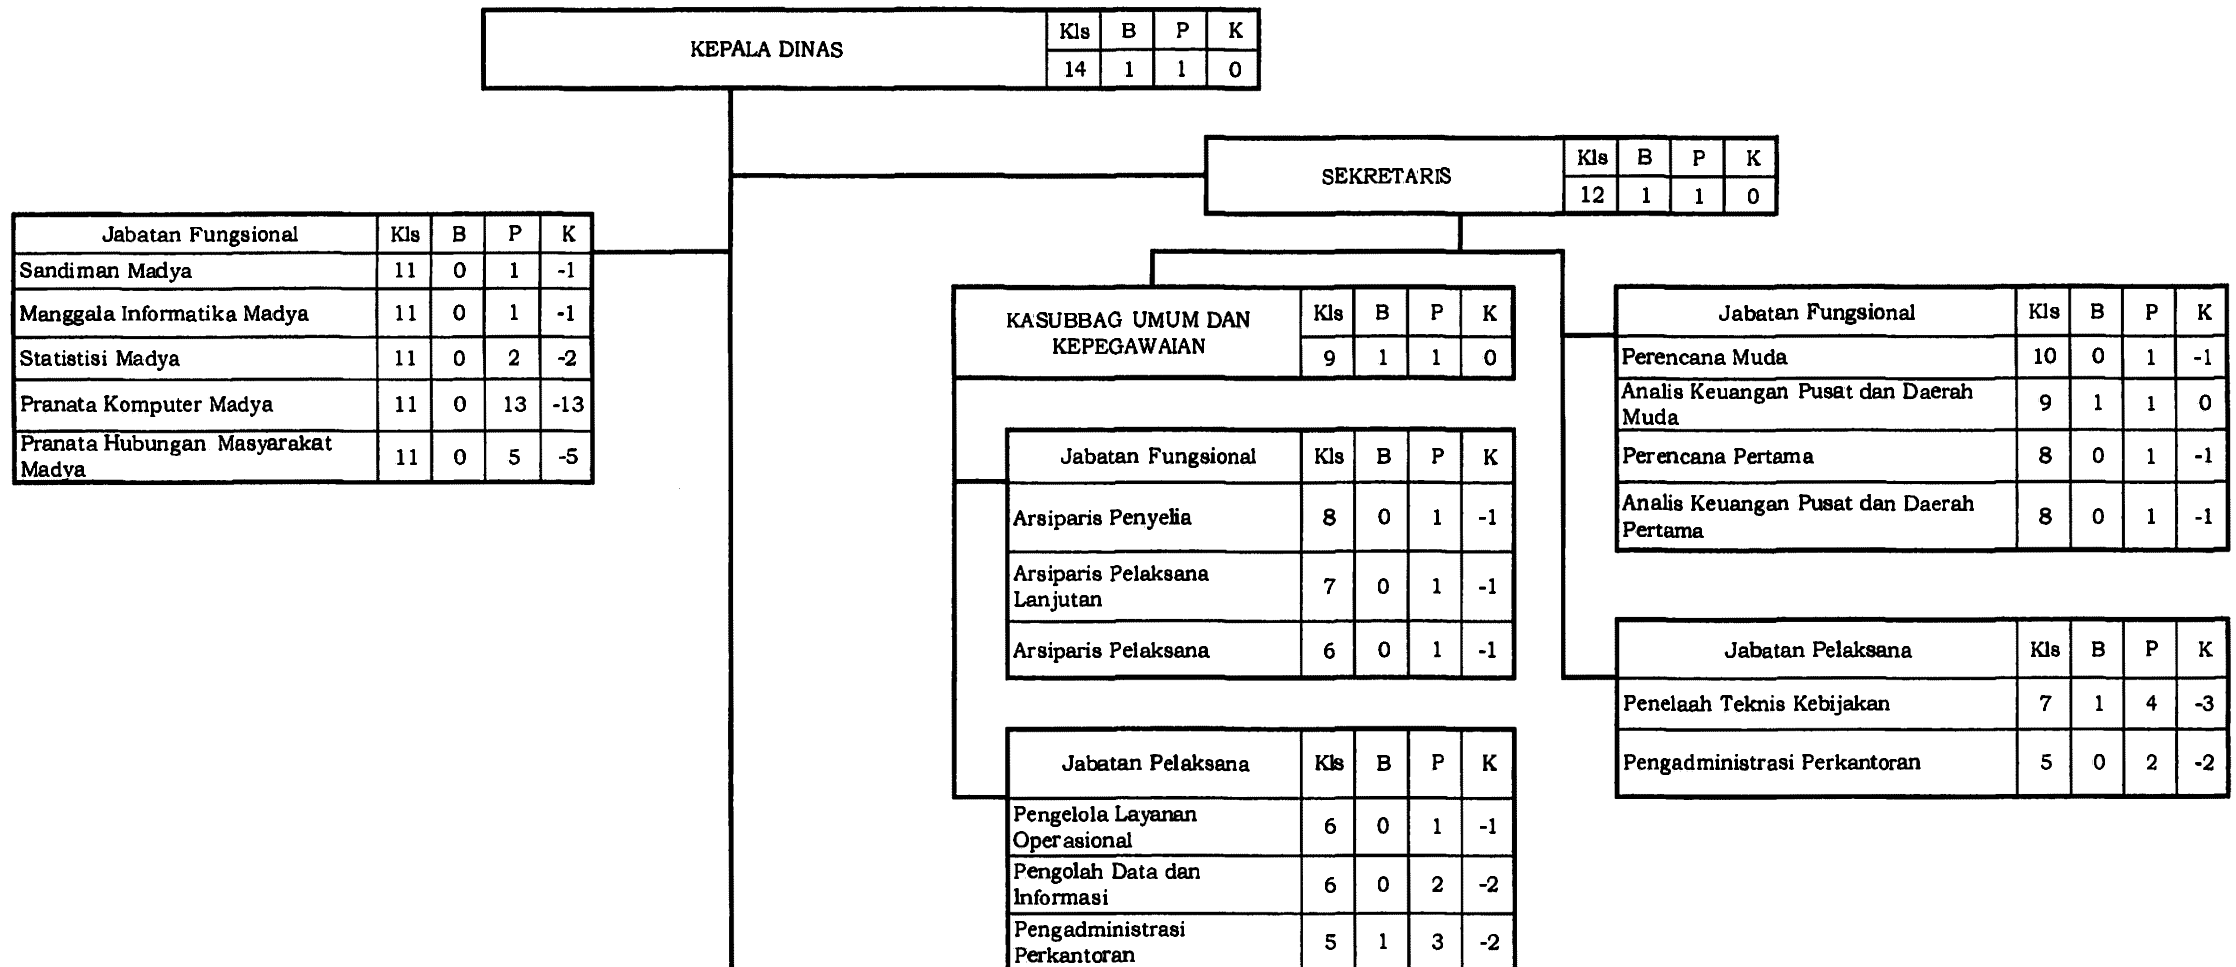 KEPALA DINAS Kls B P K
14 1 1 0
SEKRETARIS Kls B P K
12 1 1 0
Jabatan Fungsional Kls B P K
Sandiman Madya 11 0 1 -1
Manggala Informatika Madya 11 0 1 -1
Statistisi Madya 11 0 2 -2
Pranata Komputer Madya 11 0 13 -13
Pranata Hubungan Masyarakat
Madya 11 0 5 -5
KASUBBAG UMUM DAN
KEPEGAWAIAN
Kls B P K
9 1 1 0
Jabatan Fungsional Kls B P K
Arsiparis Penyelia 8 0 1 -1
Arsiparis Pelaksana
Lanjutan 7 0 1 -1
Arsiparis Pelaksana 6 0 1 -1
Jabatan Pelaksana Kls B P K
Pengelola Layanan
Operasional 6 0 1 -1
Pengolah Data dan
Informasi 6 0 2 -2
Pengadministrasi
Perkantoran 5 1 3 -2
Jabatan Fungsional Kls B P K
Perencana Muda 10 0 1 -1
Analis Keuangan Pusat dan Daerah
Muda 9 1 1 0
Perencana Pertama 8 0 1 -1
Analis Keuangan Pusat dan Daerah
Pertama 8 0 1 -1
Jabatan Pelaksana Kls B P K
Penelaah Teknis Kebijakan 7 1 4 -3
Pengadministrasi Perkantoran 5 0 2 -2